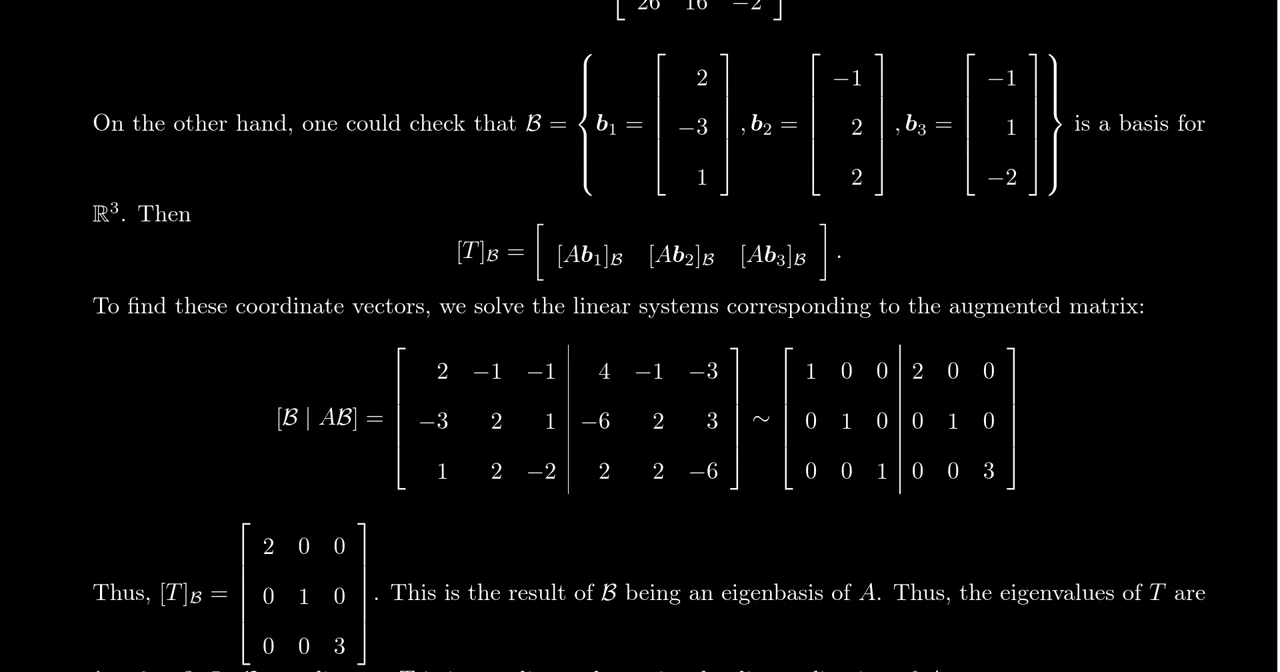 26 16 −2
On the other hand, one could check that ℬ = { b₁ = [ 2 −3 1 ], b₂ = [ −1 2 2 ], b₃ = [ −1 1 −2 ] } is a basis for
ℝ³. Then
[T]ℬ = [ [Ab₁]ℬ [Ab₂]ℬ [Ab₃]ℬ ].
To find these coordinate vectors, we solve the linear systems corresponding to the augmented matrix:
2 −1 −1 | 4 −1 −3 1 0 0 | 2 0 0
[ℬ | Aℬ] = −3 2 1 | −6 2 3 ∼ 0 1 0 | 0 1 0
1 2 −2 | 2 2 −6 0 0 1 | 0 0 3
2 0 0
Thus, [T]ℬ = 0 1 0 . This is the result of ℬ being an eigenbasis of A. Thus, the eigenvalues of T are
0 0 3